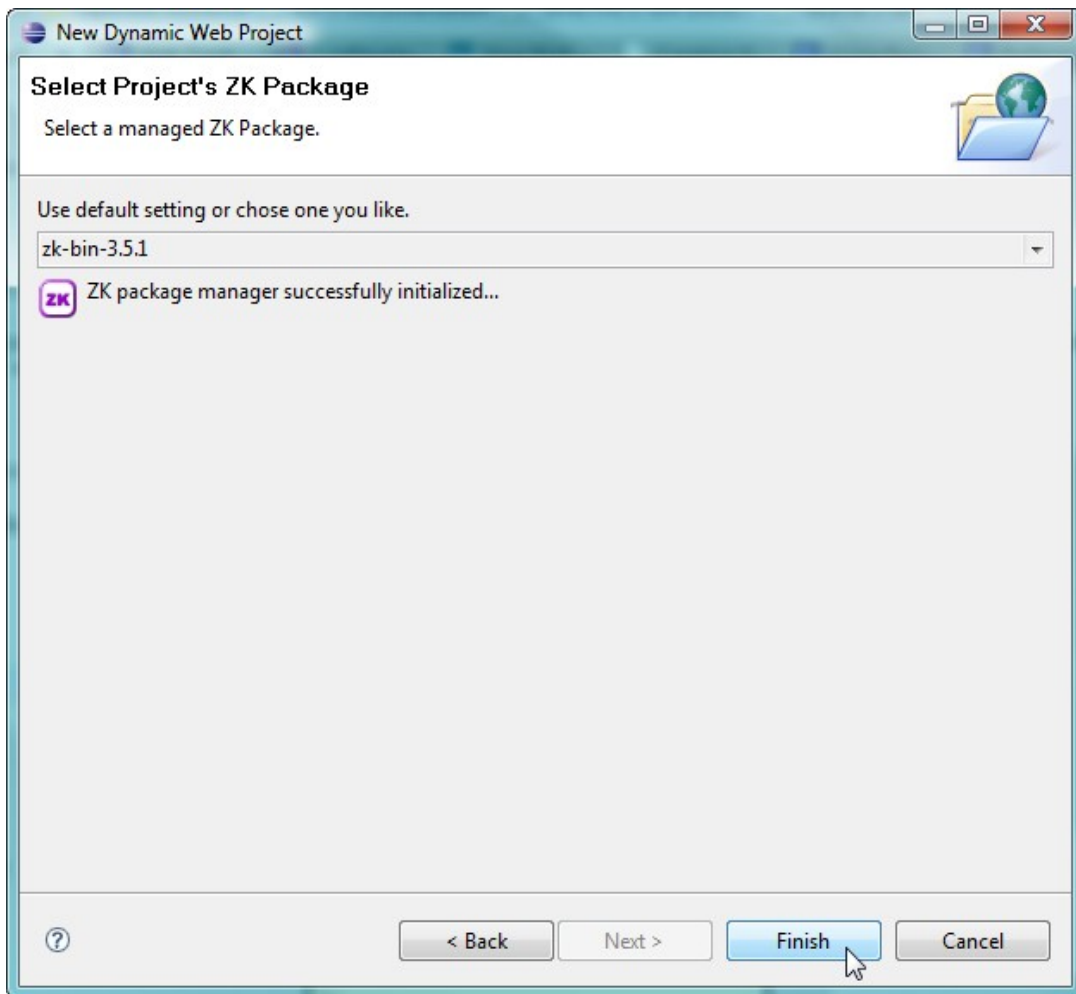 New Dynamic Web Project
Select Project's ZK Package
Select a managed ZK Package.
Use default setting or chose one you like.
zk-bin-3.5.1
ZK
ZK package manager successfully initialized...
?
< Back
Next >
Finish
Cancel